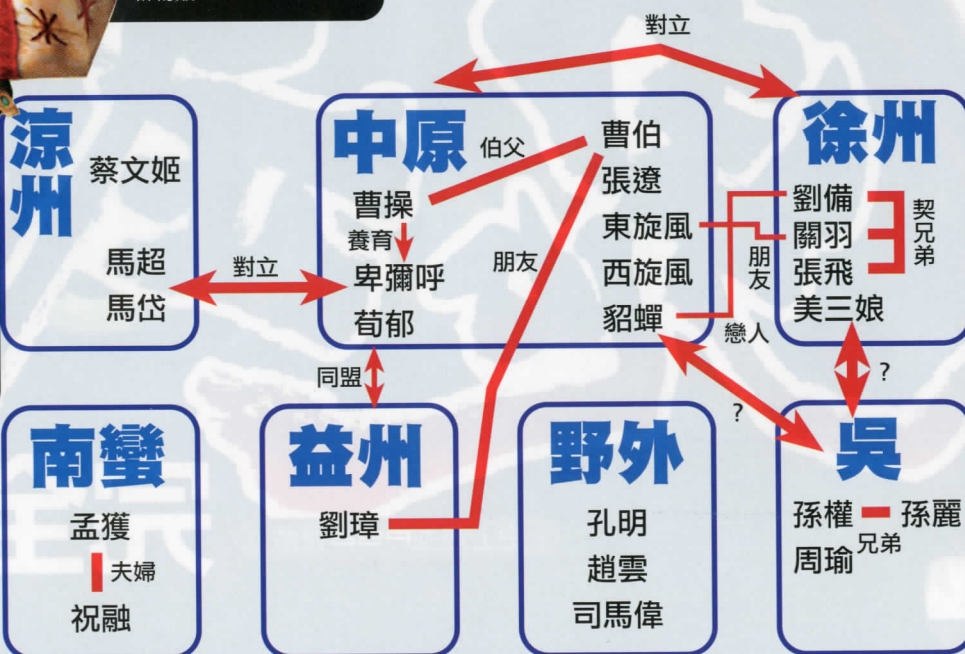 對立
涼州
蔡文姬
馬超
馬岱
對立
中原
伯父
曹操
養育
卑彌呼
荀郁
曹伯
張遼
東旋風
西旋風
貂蟬
朋友
朋友
戀人
徐州
劉備
關羽
張飛
美三娘
契兄弟
同盟
?
?
南蠻
孟獲
夫婦
祝融
益州
劉璋
野外
孔明
趙雲
司馬偉
吳
孫權
孫麗
兄弟
周瑜